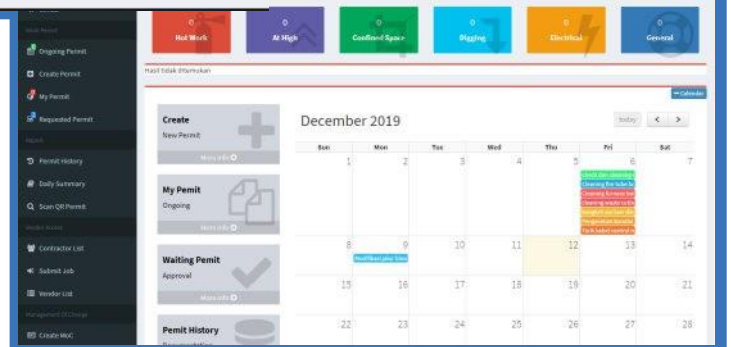 0
Hot Work
0
At High
0
Confined Space
0
Digging
0
Electrical
0
General
Ongoing Permit
Create Permit
My Permit
Requested Permit
Permit History
Daily Summary
Scan QR Permit
Contractor List
Submit Job
Vendor List
Management Of Change
Create MoC
Hasil tidak ditemukan
Calendar
Create
New Permit
More info
My Pemit
Ongoing
More info
Waiting Pemit
Approval
More info
Pemit History
December 2019
today
Sun Mon Tue Wed Thu Fri Sat
1 2 3 4 5 6 7
8 9 10 11 12 13 14
15 16 17 18 19 20 21
22 23 24 25 26 27 28